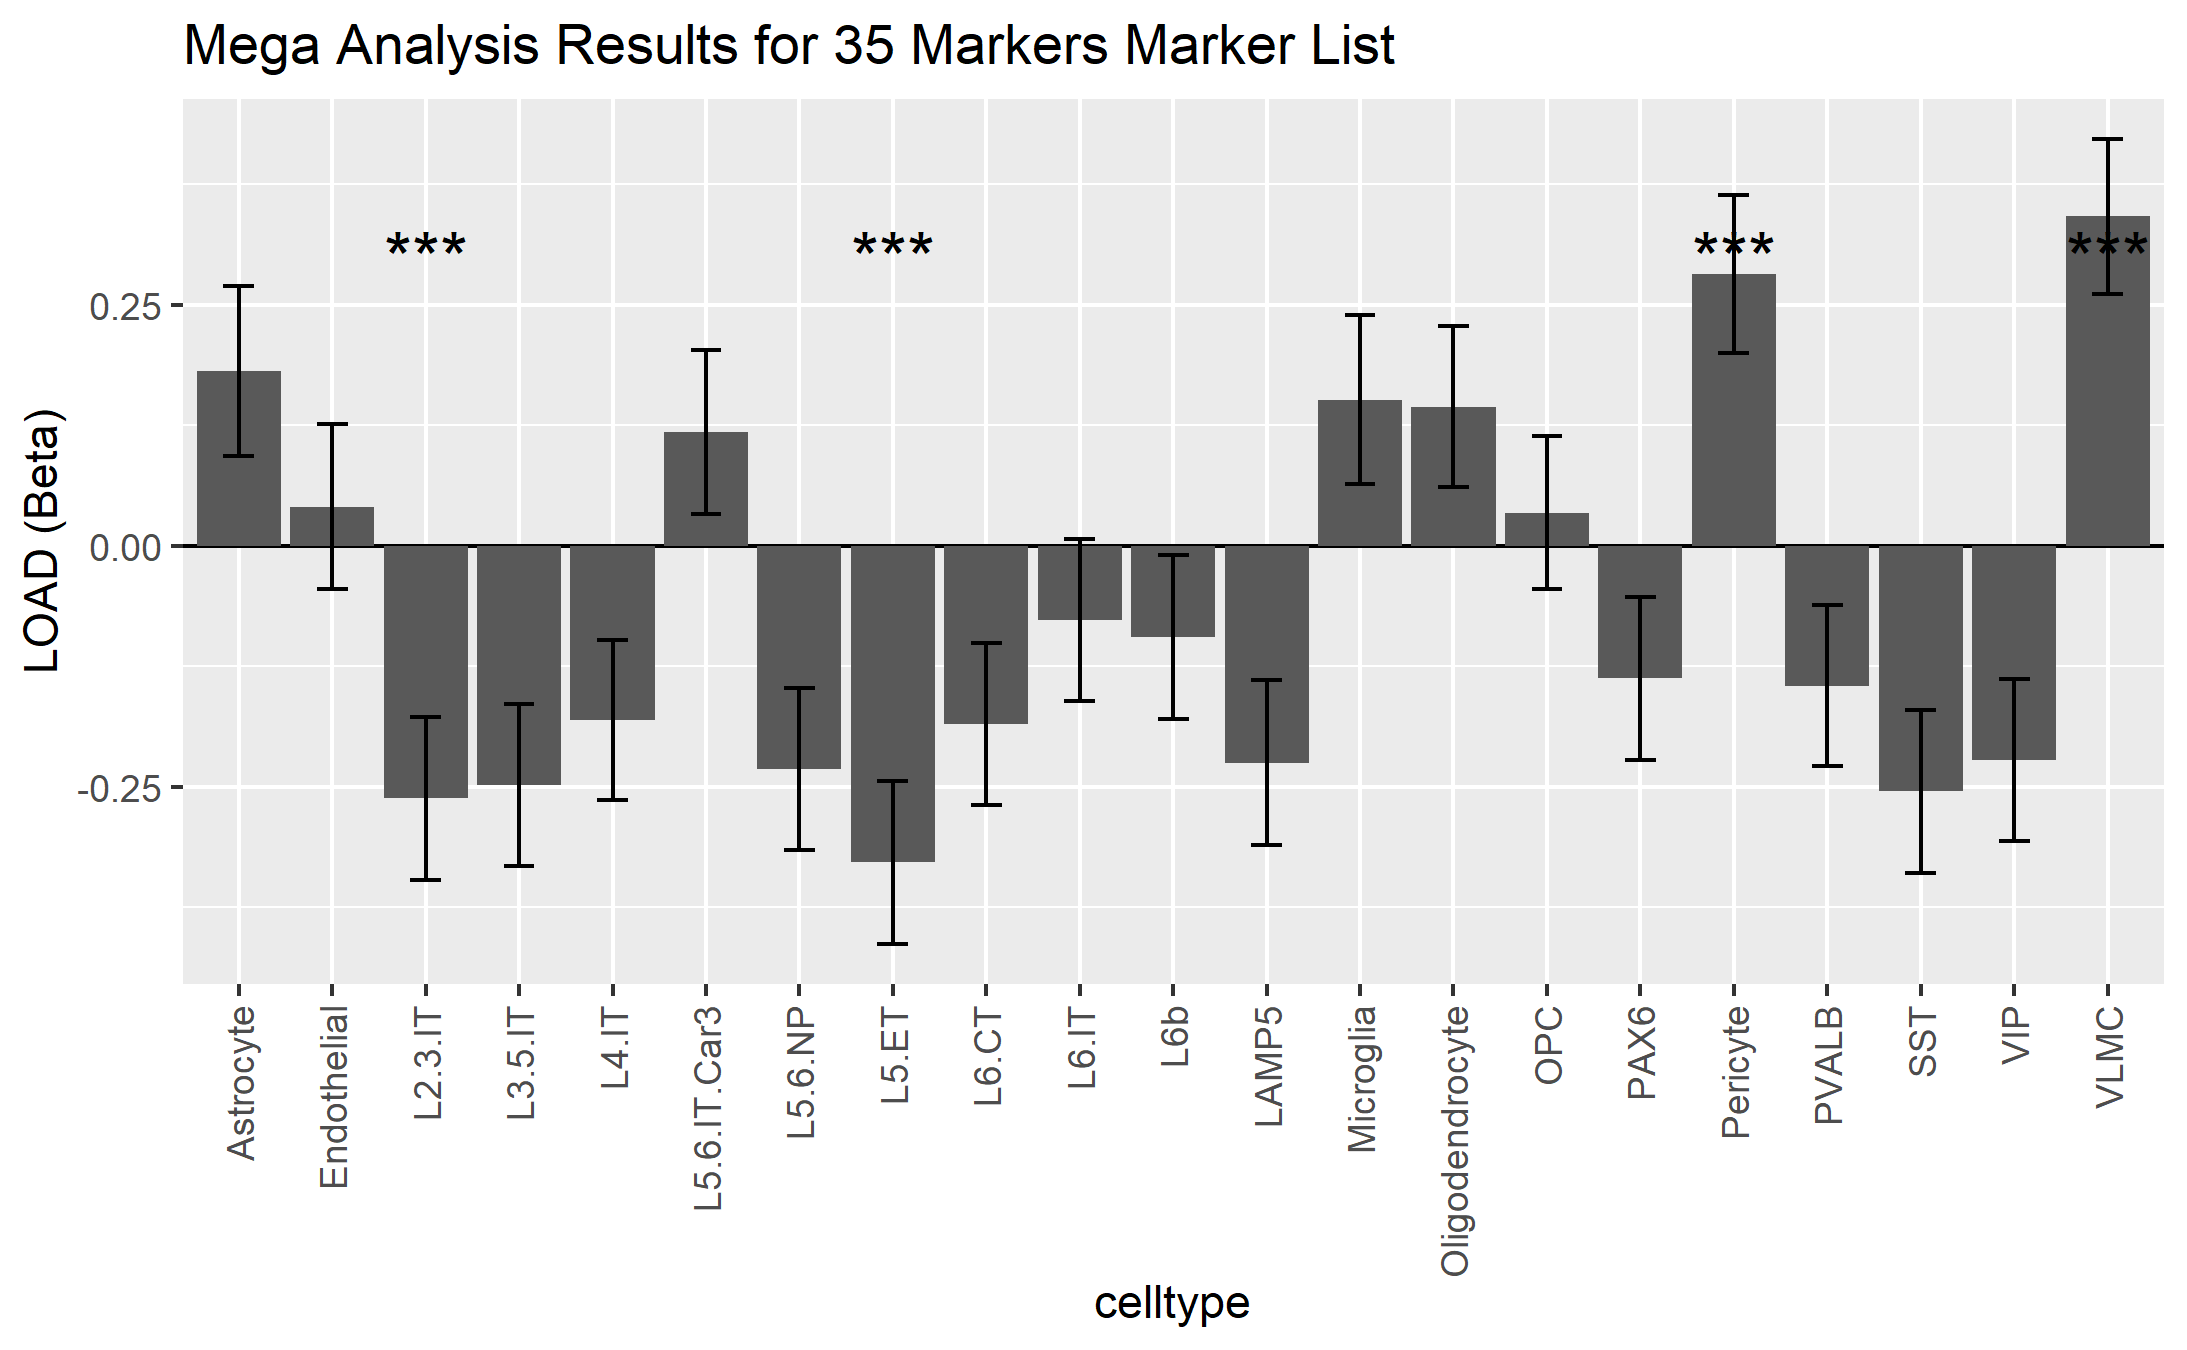 Mega Analysis Results for 35 Markers Marker List
LOAD (Beta)
0.25
0.00
-0.25
*** *** *** ***
Astrocyte
Endothelial
L2.3.IT
L3.5.IT
L4.IT
L5.6.IT.Car3
L5.6.NP
L5.ET
L6.CT
L6.IT
L6b
LAMP5
Microglia
Oligodendrocyte
OPC
PAX6
Pericyte
PVALB
SST
VIP
VLMC
celltype